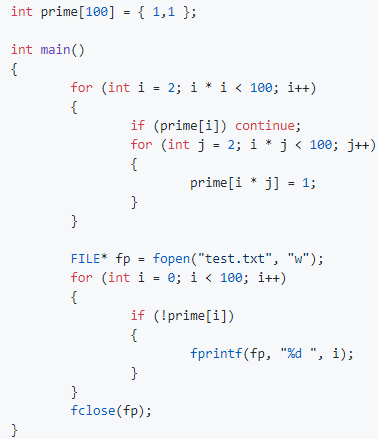 int prime[100] = { 1,1 };
int main()
{
for (int i = 2; i * i < 100; i++)
{
if (prime[i]) continue;
for (int j = 2; i * j < 100; j++)
{
prime[i * j] = 1;
}
}
FILE* fp = fopen("test.txt", "w");
for (int i = 0; i < 100; i++)
{
if (!prime[i])
{
fprintf(fp, "%d ", i);
}
}
fclose(fp);
}